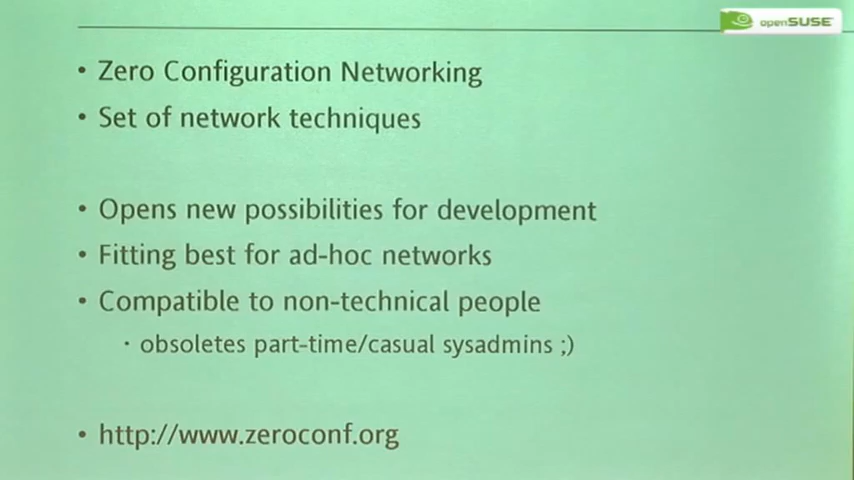 openSUSE
• Zero Configuration Networking
• Set of network techniques
• Opens new possibilities for development
• Fitting best for ad-hoc networks
• Compatible to non-technical people
• obsoletes part-time/casual sysadmins ;)
• http://www.zeroconf.org